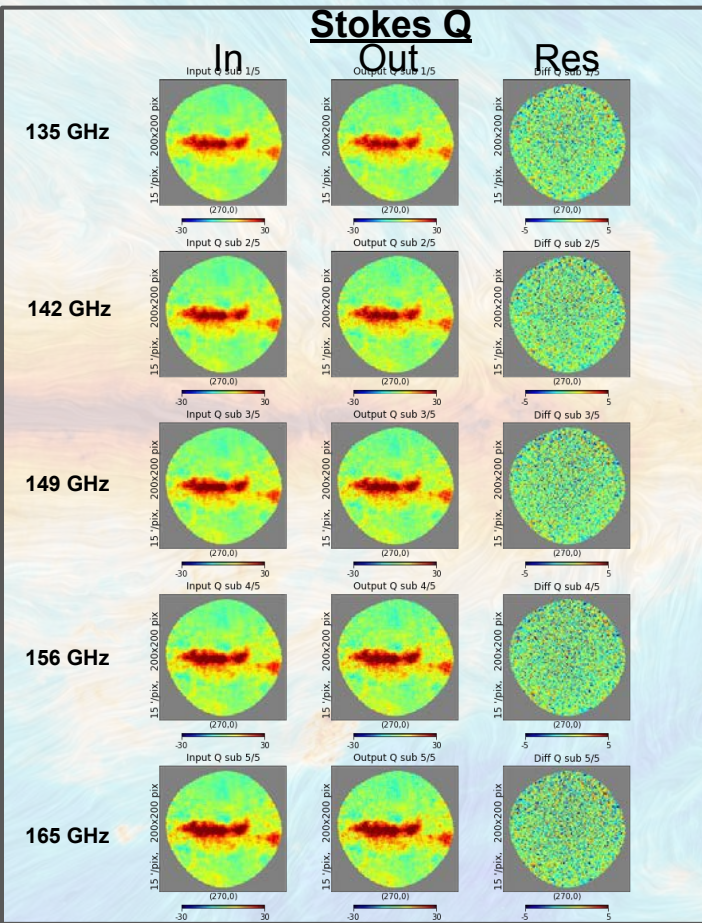 Stokes Q
In Out Res
Input Q sub 1/5 Output Q sub 1/5 Diff Q sub 1/5
135 GHz
15 '/pix, 200x200 pix 15 '/pix, 200x200 pix 15 '/pix, 200x200 pix
(270,0) (270,0) (270,0)
-30 30 -30 30 -5 5
Input Q sub 2/5 Output Q sub 2/5 Diff Q sub 2/5
142 GHz
15 '/pix, 200x200 pix 15 '/pix, 200x200 pix 15 '/pix, 200x200 pix
(270,0) (270,0) (270,0)
-30 30 -30 30 -5 5
Input Q sub 3/5 Output Q sub 3/5 Diff Q sub 3/5
149 GHz
15 '/pix, 200x200 pix 15 '/pix, 200x200 pix 15 '/pix, 200x200 pix
(270,0) (270,0) (270,0)
-30 30 -30 30 -5 5
Input Q sub 4/5 Output Q sub 4/5 Diff Q sub 4/5
156 GHz
15 '/pix, 200x200 pix 15 '/pix, 200x200 pix 15 '/pix, 200x200 pix
(270,0) (270,0) (270,0)
-30 30 -30 30 -5 5
Input Q sub 5/5 Output Q sub 5/5 Diff Q sub 5/5
165 GHz
15 '/pix, 200x200 pix 15 '/pix, 200x200 pix 15 '/pix, 200x200 pix
(270,0) (270,0) (270,0)
-30 30 -30 30 -5 5